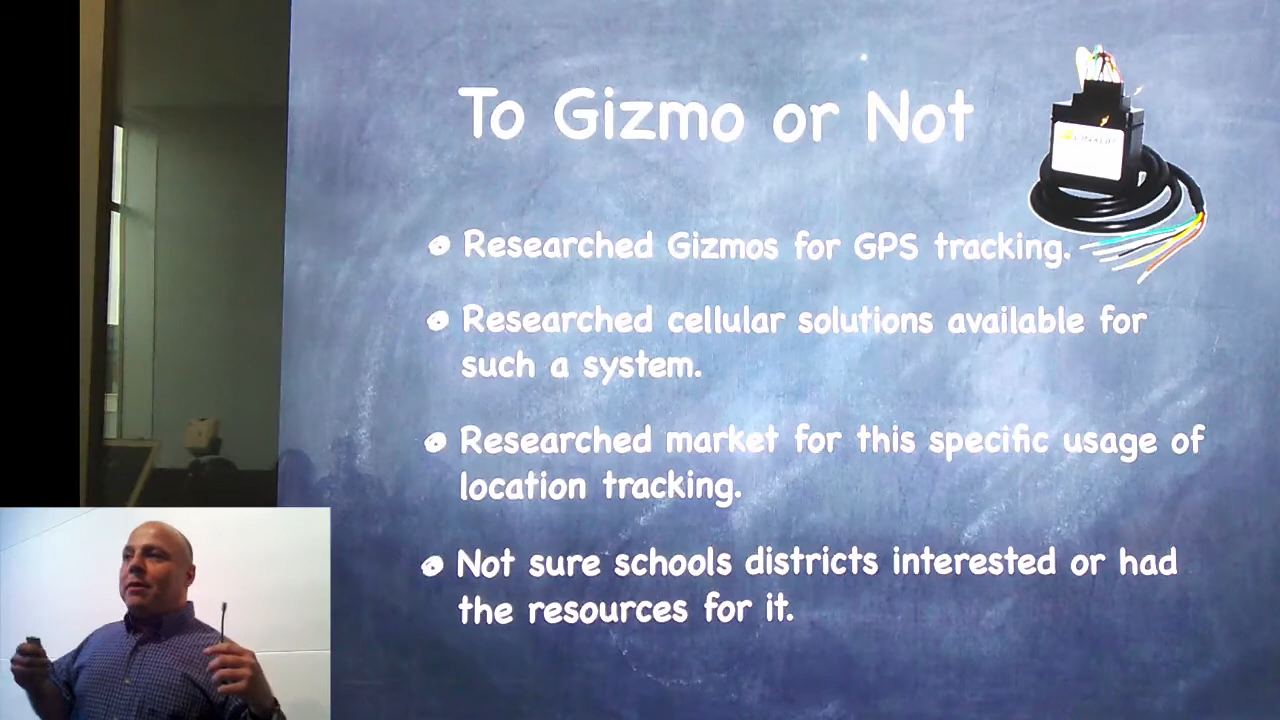 To Gizmo or Not
Researched Gizmos for GPS tracking.
Researched cellular solutions available for
such a system.
Researched market for this specific usage of
location tracking.
Not sure schools districts interested or had
the resources for it.